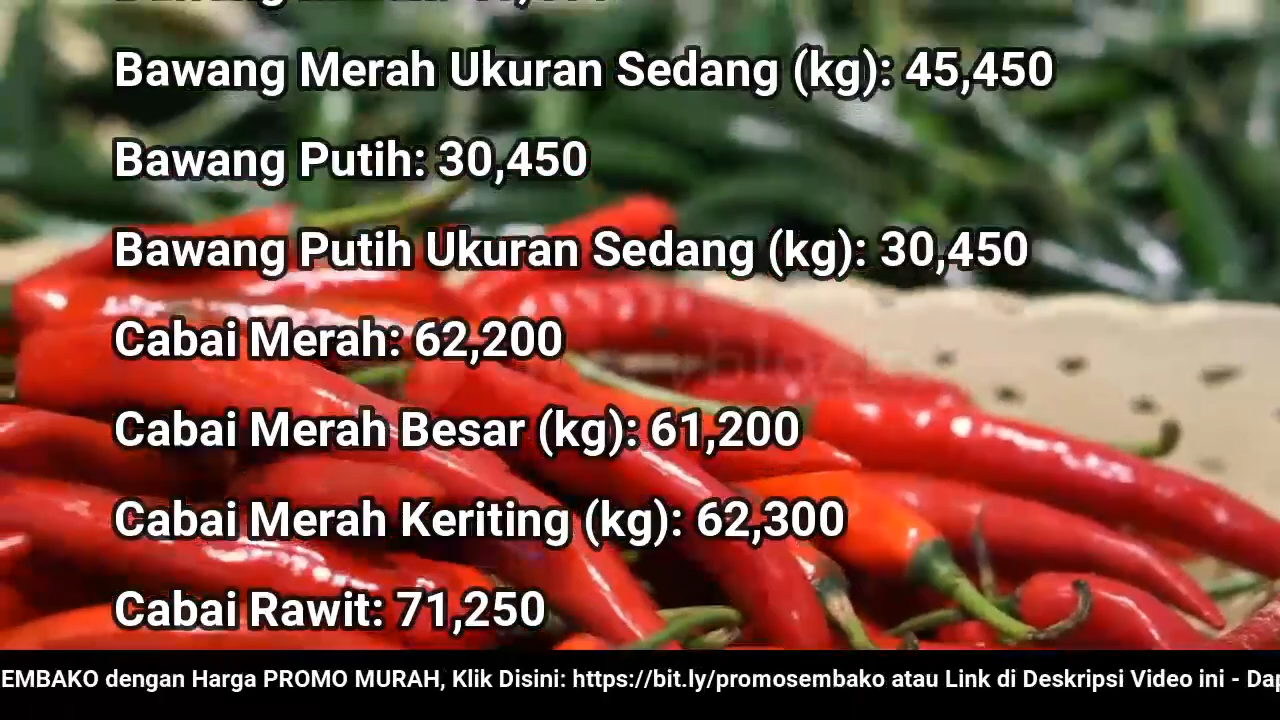 Bawang Merah Ukuran Sedang (kg): 45,450
Bawang Putih: 30,450
Bawang Putih Ukuran Sedang (kg): 30,450
Cabai Merah: 62,200
Cabai Merah Besar (kg): 61,200
Cabai Merah Keriting (kg): 62,300
Cabai Rawit: 71,250
EMBAKO dengan Harga PROMO MURAH, Klik Disini: https://bit.ly/promosembako atau Link di Deskripsi Video ini - Dap